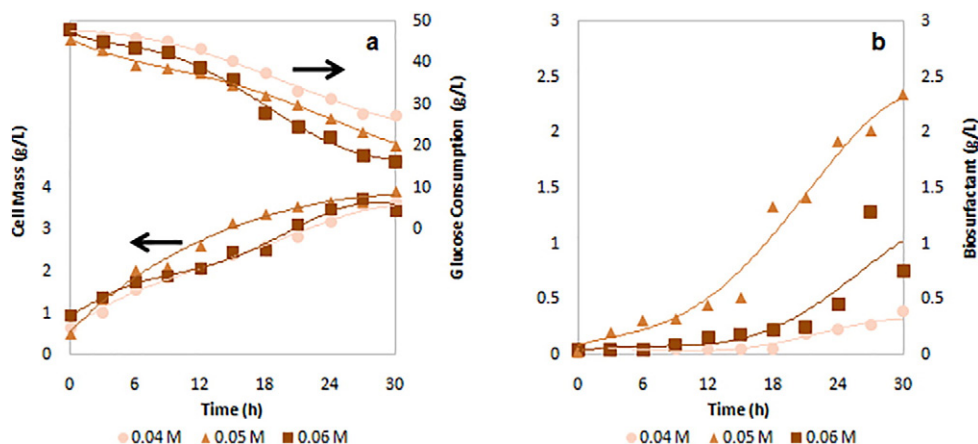 a
50
40
30
20
10
0
4
3
2
1
0
Cell Mass (g/L)
Glucose Consumption (g/L)
0 6 12 18 24 30
Time (h)
0.04 M 0.05 M 0.06 M
b
3
2.5
2
1.5
1
0.5
0
3
2.5
2
1.5
1
0.5
0
Biosurfactant (g/L)
0 6 12 18 24 30
Time (h)
0.04 M 0.05 M 0.06 M